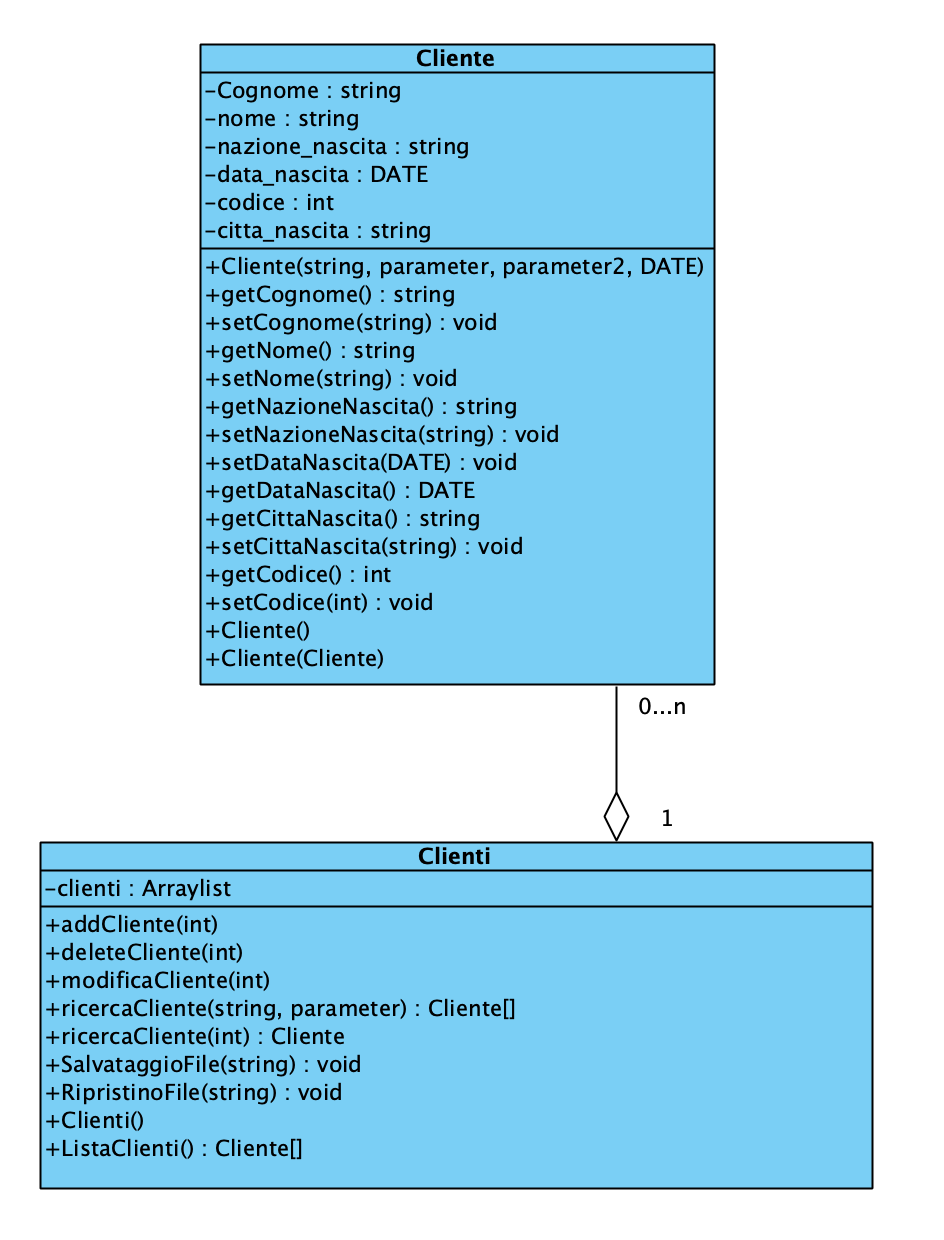 Cliente
-Cognome : string
-nome : string
-nazione_nascita : string
-data_nascita : DATE
-codice : int
-citta_nascita : string
+Cliente(string, parameter, parameter2, DATE)
+getCognome() : string
+setCognome(string) : void
+getNome() : string
+setNome(string) : void
+getNazioneNascita() : string
+setNazioneNascita(string) : void
+setDataNascita(DATE) : void
+getDataNascita() : DATE
+getCittaNascita() : string
+setCittaNascita(string) : void
+getCodice() : int
+setCodice(int) : void
+Cliente()
+Cliente(Cliente)
0...n
1
Clienti
-clienti : Arraylist
+addCliente(int)
+deleteCliente(int)
+modificaCliente(int)
+ricercaCliente(string, parameter) : Cliente[]
+ricercaCliente(int) : Cliente
+SalvataggioFile(string) : void
+RipristinoFile(string) : void
+Clienti()
+ListaClienti() : Cliente[]